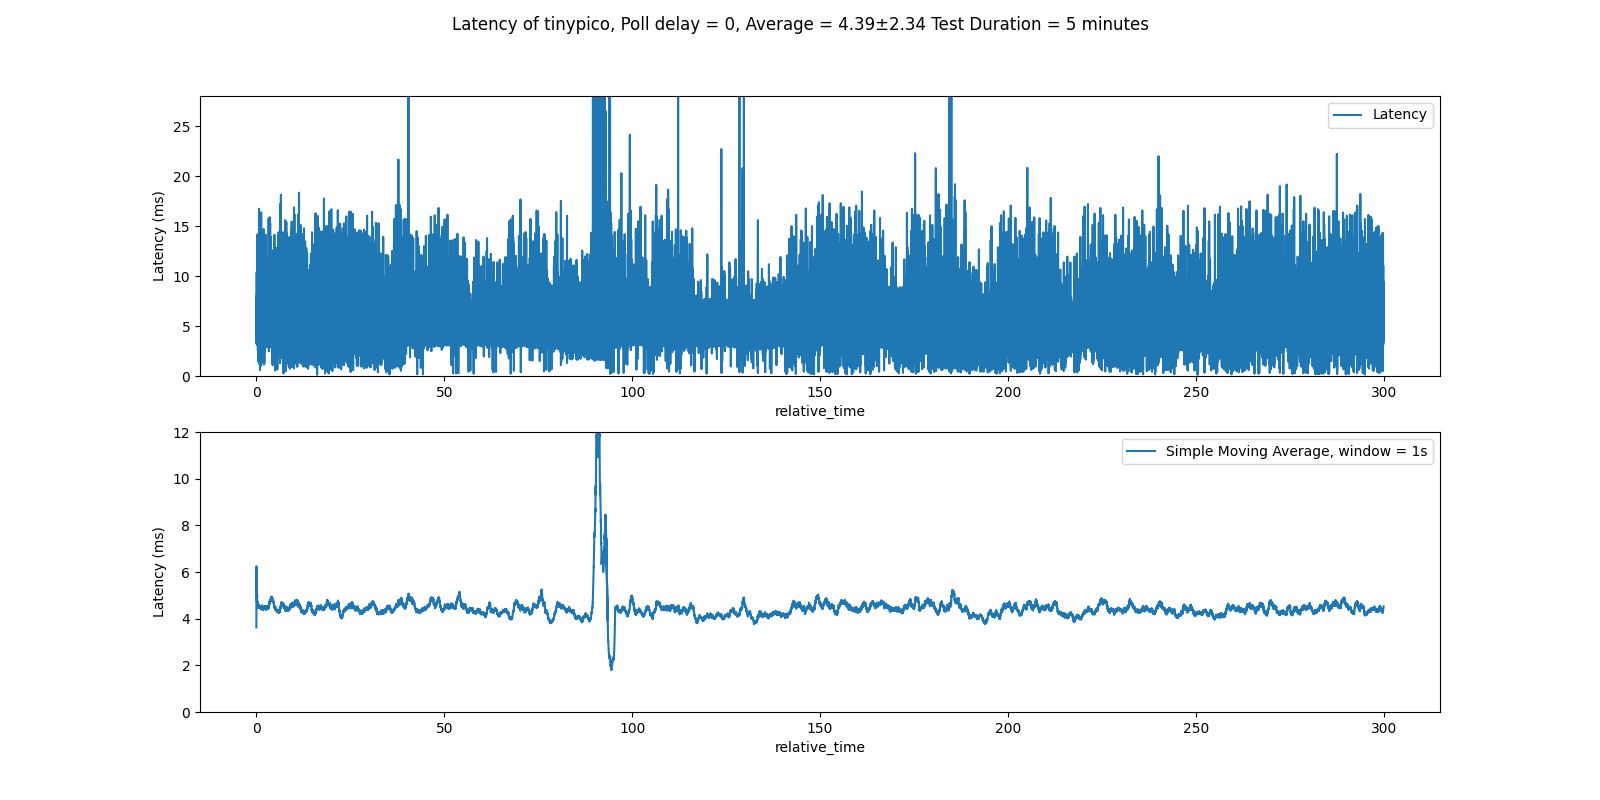 Latency of tinypico, Poll delay = 0, Average = 4.39±2.34 Test Duration = 5 minutes
Latency
25
20
15
10
5
0
Latency (ms)
0 50 100 150 200 250 300
relative_time
Simple Moving Average, window = 1s
12
10
8
6
4
2
0
Latency (ms)
0 50 100 150 200 250 300
relative_time